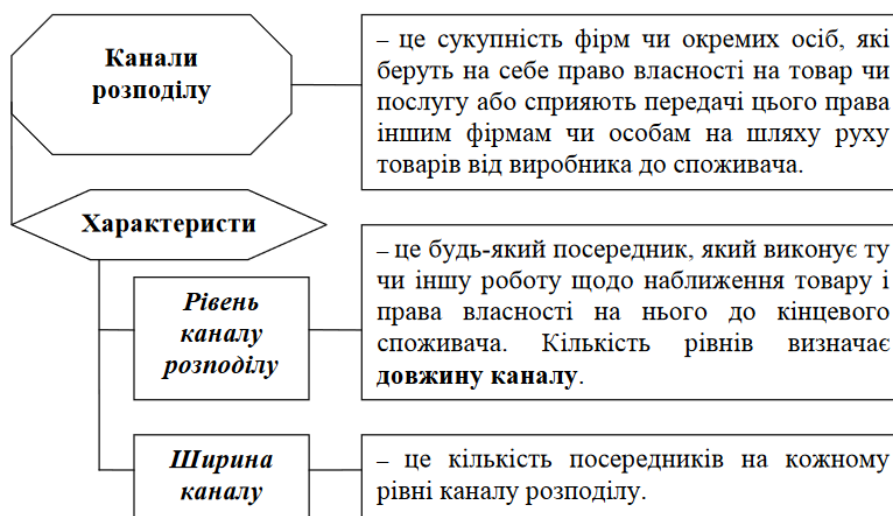 Канали
розподілу
– це сукупність фірм чи окремих осіб, які
беруть на себе право власності на товар чи
послугу або сприяють передачі цього права
іншим фірмам чи особам на шляху руху
товарів від виробника до споживача.
Характеристи
Рівень
каналу
розподілу
– це будь-який посередник, який виконує ту
чи іншу роботу щодо наближення товару і
права власності на нього до кінцевого
споживача. Кількість рівнів визначає
довжину каналу.
Ширина
каналу
– це кількість посередників на кожному
рівні каналу розподілу.